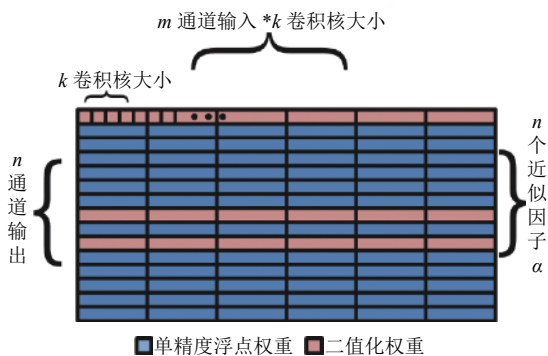 m 通道输入 *k 卷积核大小
k 卷积核大小
n
通
道
输
出
n
个
近
似
因
子
α
单精度浮点权重
二值化权重